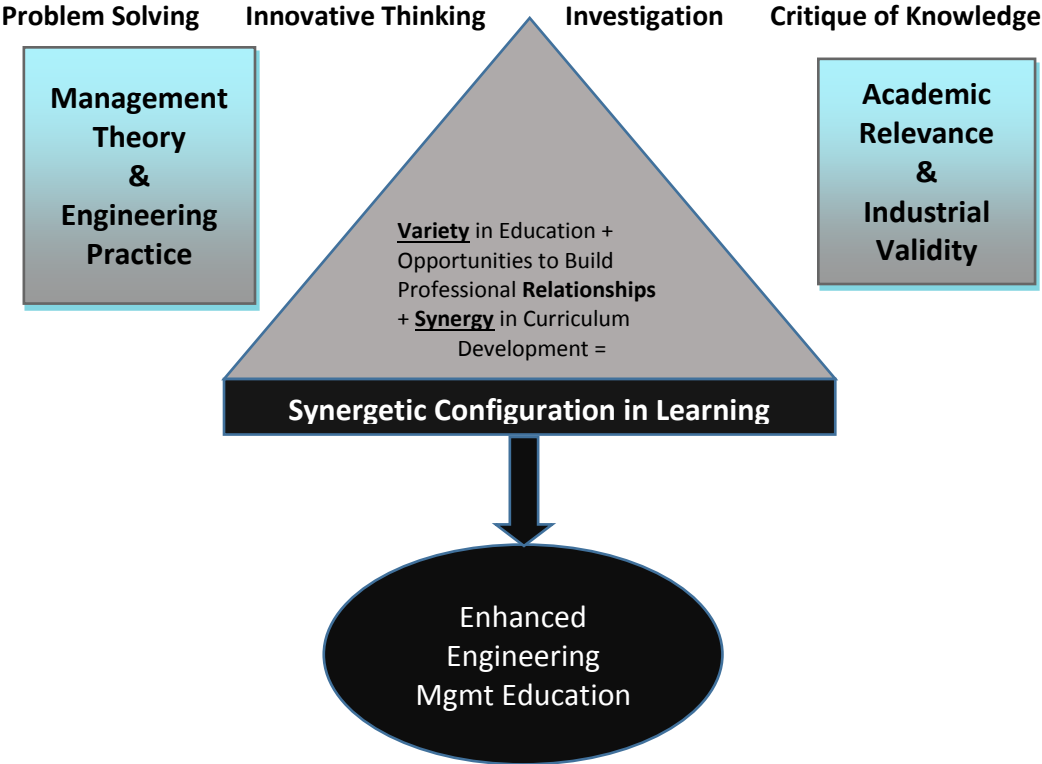 Problem Solving Innovative Thinking Investigation Critique of Knowledge
Management
Theory
&
Engineering
Practice
Academic
Relevance
&
Industrial
Validity
Variety in Education +
Opportunities to Build
Professional Relationships
+ Synergy in Curriculum
Development =
Synergetic Configuration in Learning
Enhanced
Engineering
Mgmt Education